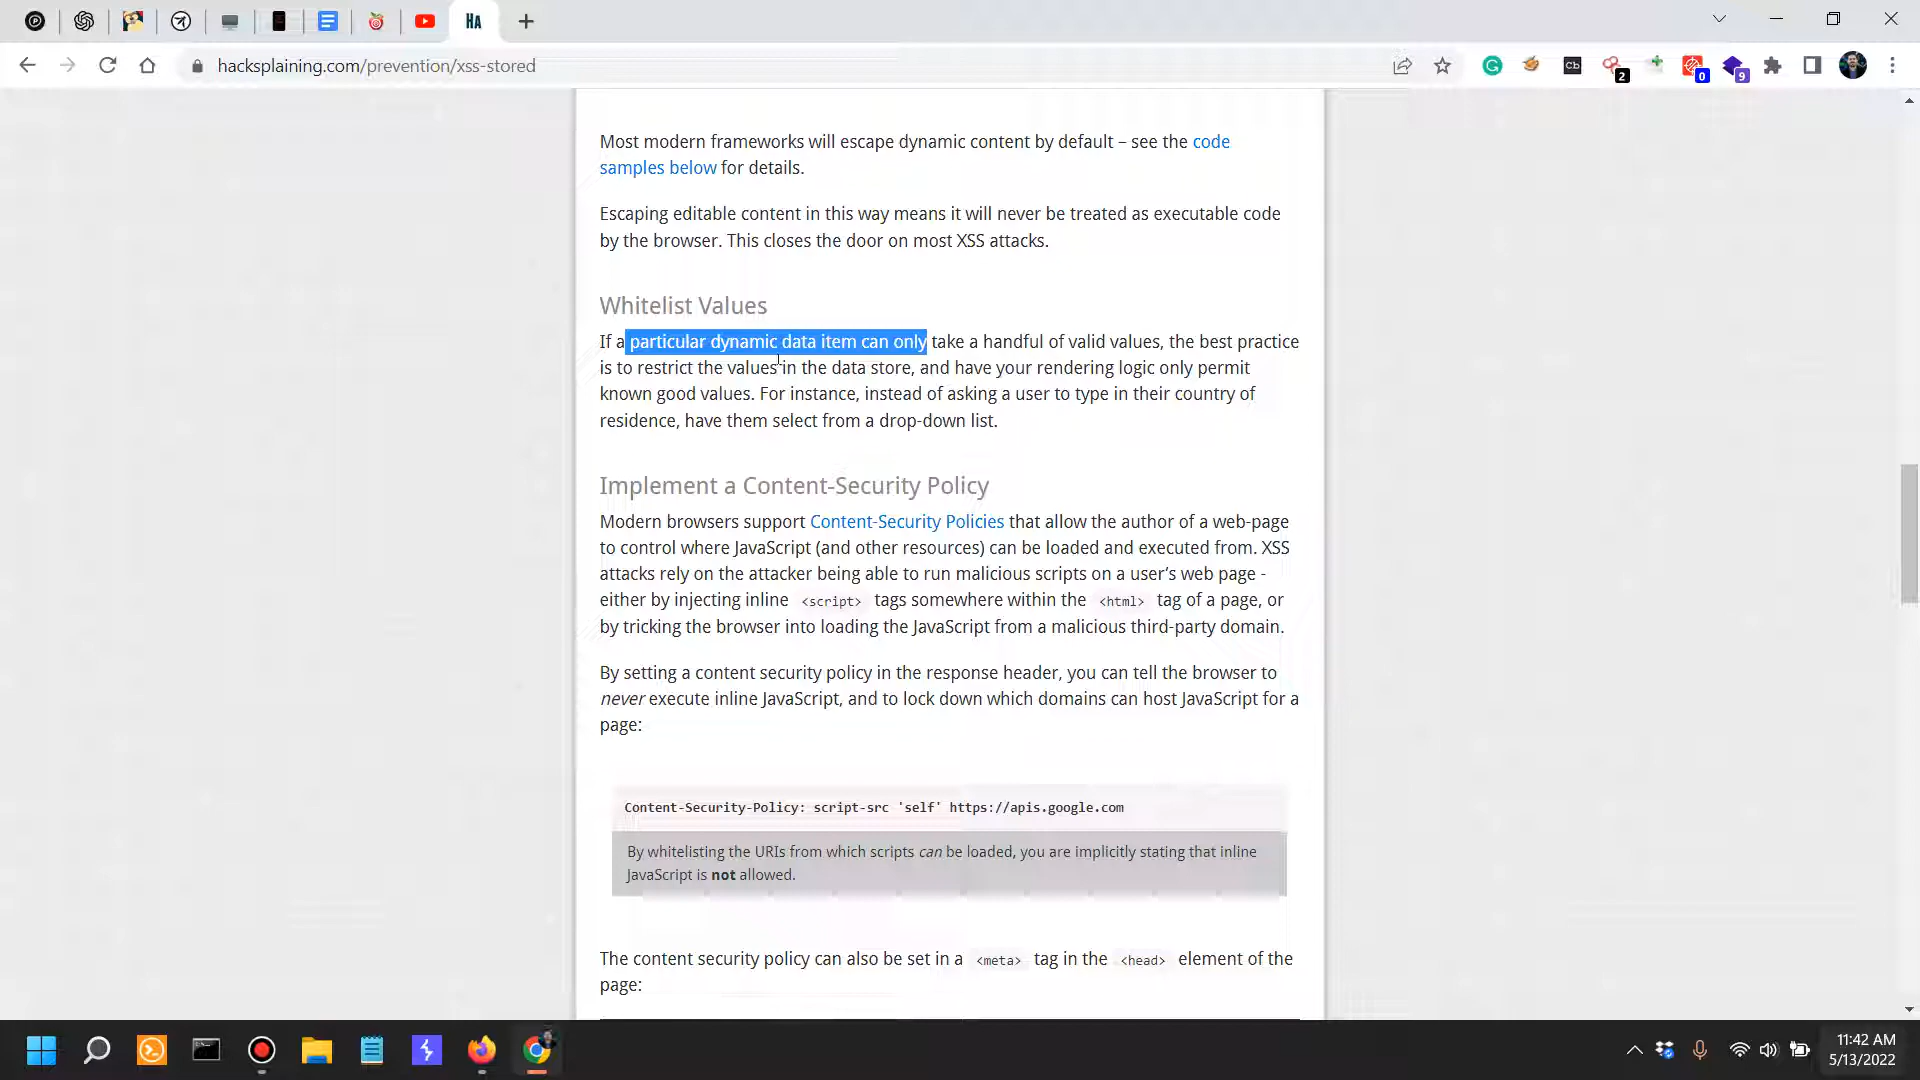 HA
hacksplaining.com/prevention/xss-stored
Cb
2
0
9
Most modern frameworks will escape dynamic content by default – see the code
samples below for details.
Escaping editable content in this way means it will never be treated as executable code
by the browser. This closes the door on most XSS attacks.
Whitelist Values
If a particular dynamic data item can only take a handful of valid values, the best practice
is to restrict the values in the data store, and have your rendering logic only permit
known good values. For instance, instead of asking a user to type in their country of
residence, have them select from a drop-down list.
Implement a Content-Security Policy
Modern browsers support Content-Security Policies that allow the author of a web-page
to control where JavaScript (and other resources) can be loaded and executed from. XSS
attacks rely on the attacker being able to run malicious scripts on a user’s web page -
either by injecting inline <script> tags somewhere within the <html> tag of a page, or
by tricking the browser into loading the JavaScript from a malicious third-party domain.
By setting a content security policy in the response header, you can tell the browser to
never execute inline JavaScript, and to lock down which domains can host JavaScript for a
page:
Content-Security-Policy: script-src 'self' https://apis.google.com
By whitelisting the URIs from which scripts can be loaded, you are implicitly stating that inline
JavaScript is not allowed.
The content security policy can also be set in a <meta> tag in the <head> element of the
page:
11:42 AM
5/13/2022